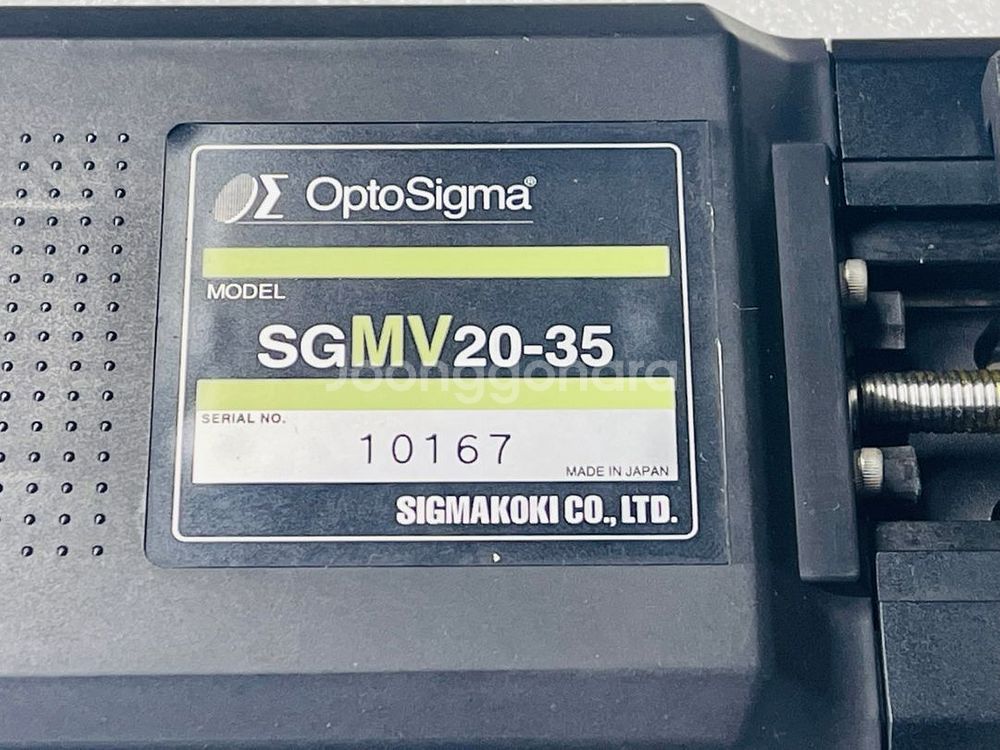 OptoSigma®
MODEL
SGMV20-35
Joonggonara
SERIAL NO.
10167
MADE IN JAPAN
SIGMAKOKI CO., LTD.